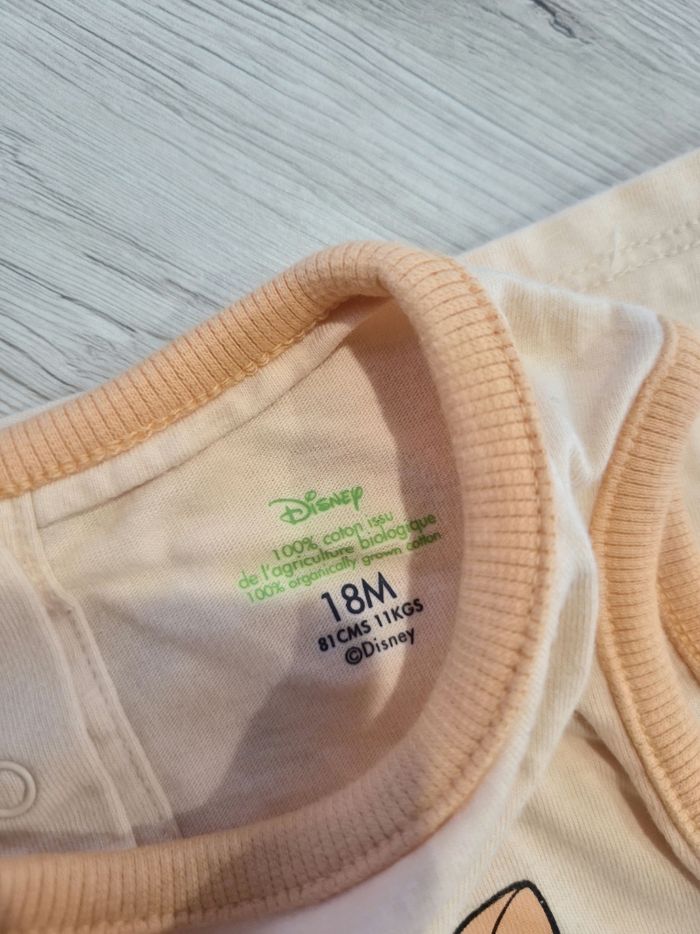 Disney
100% coton issu
de l'agriculture biologique
100% organically grown cotton
18M
81CMS 11KGS
©Disney